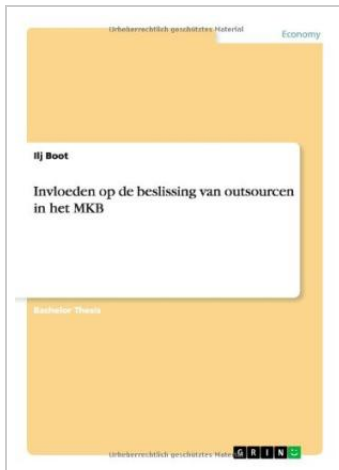 Urheberrechtlich geschütztes Material
Economy
Ilj Boot
Invloeden op de beslissing van outsourcen
in het MKB
Bachelor Thesis
Urheberrechtlich geschütztes Material
GRIN